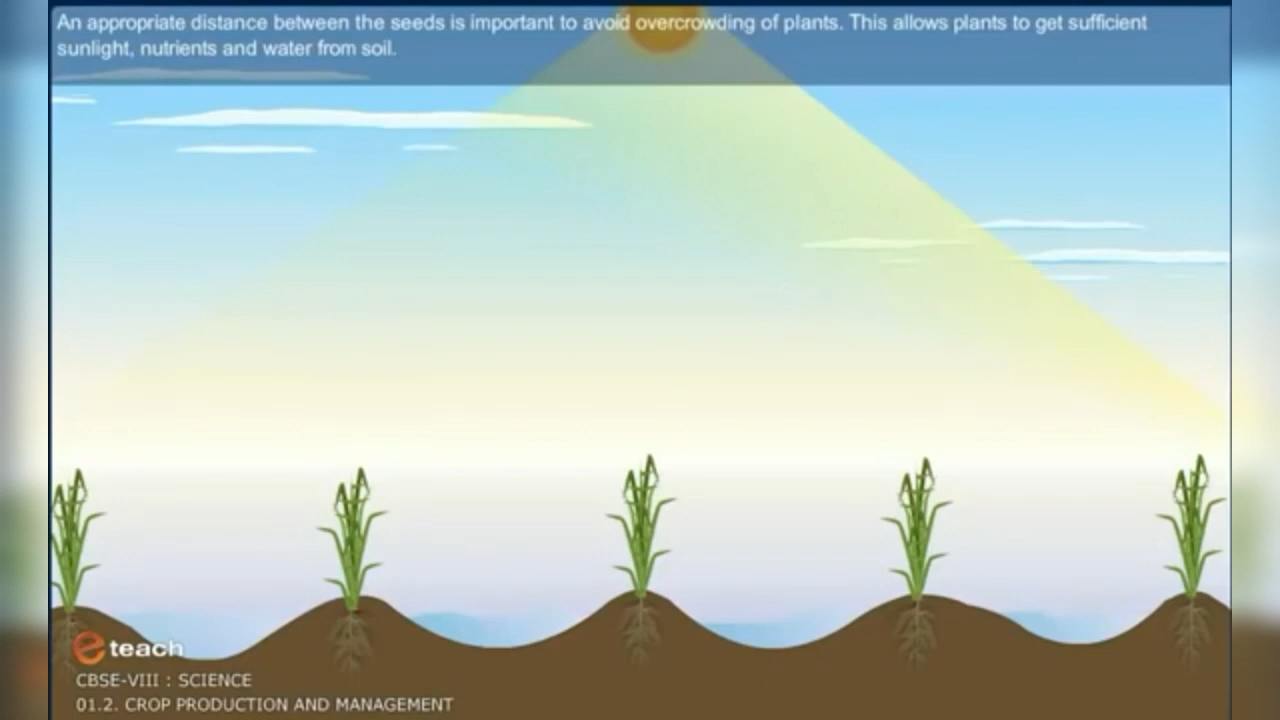 An appropriate distance between the seeds is important to avoid overcrowding of plants. This allows plants to get sufficient
sunlight, nutrients and water from soil.
e teach
CBSE-VIII : SCIENCE
01.2. CROP PRODUCTION AND MANAGEMENT